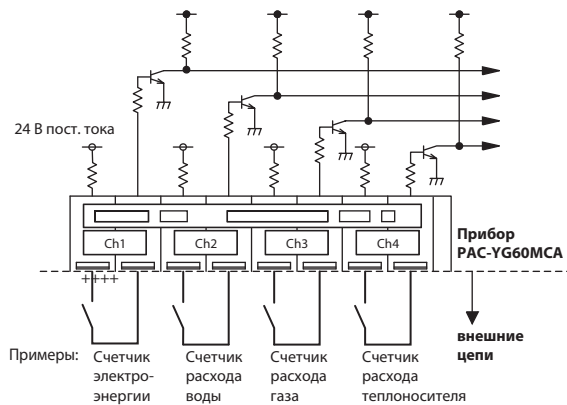 24 В пост. тока
Ch1 Ch2 Ch3 Ch4
Прибор
PAC-YG60MCA
++++
внешние
цепи
Примеры: Счетчик Счетчик Счетчик Счетчик
электро- расхода расхода расхода
энергии воды газа теплоносителя